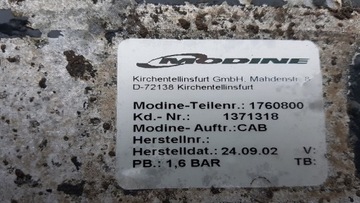 MODINE
Kirchentellinsfurt GmbH, Mahdenstr.
D-72138 Kirchentellinsfurt
Modine-Teilenr.: 1760800
Kd.- Nr.: 1371318
Modine- Auftr.:CAB
Herstellnr.:
Herstelldat.: 24.09.02 V:
PB.: 1,6 BAR TB: